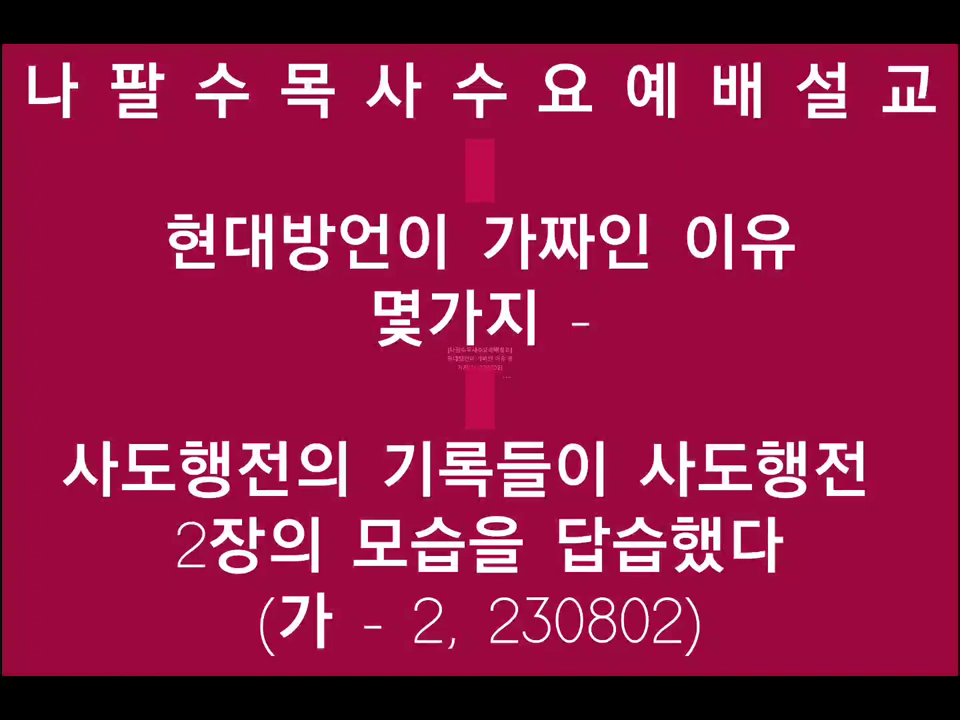 나팔수목사수요예배설교
현대방언이 가짜인 이유
몇가지 -
사도행전의 기록들이 사도행전
2장의 모습을 답습했다
(가 - 2, 230802)